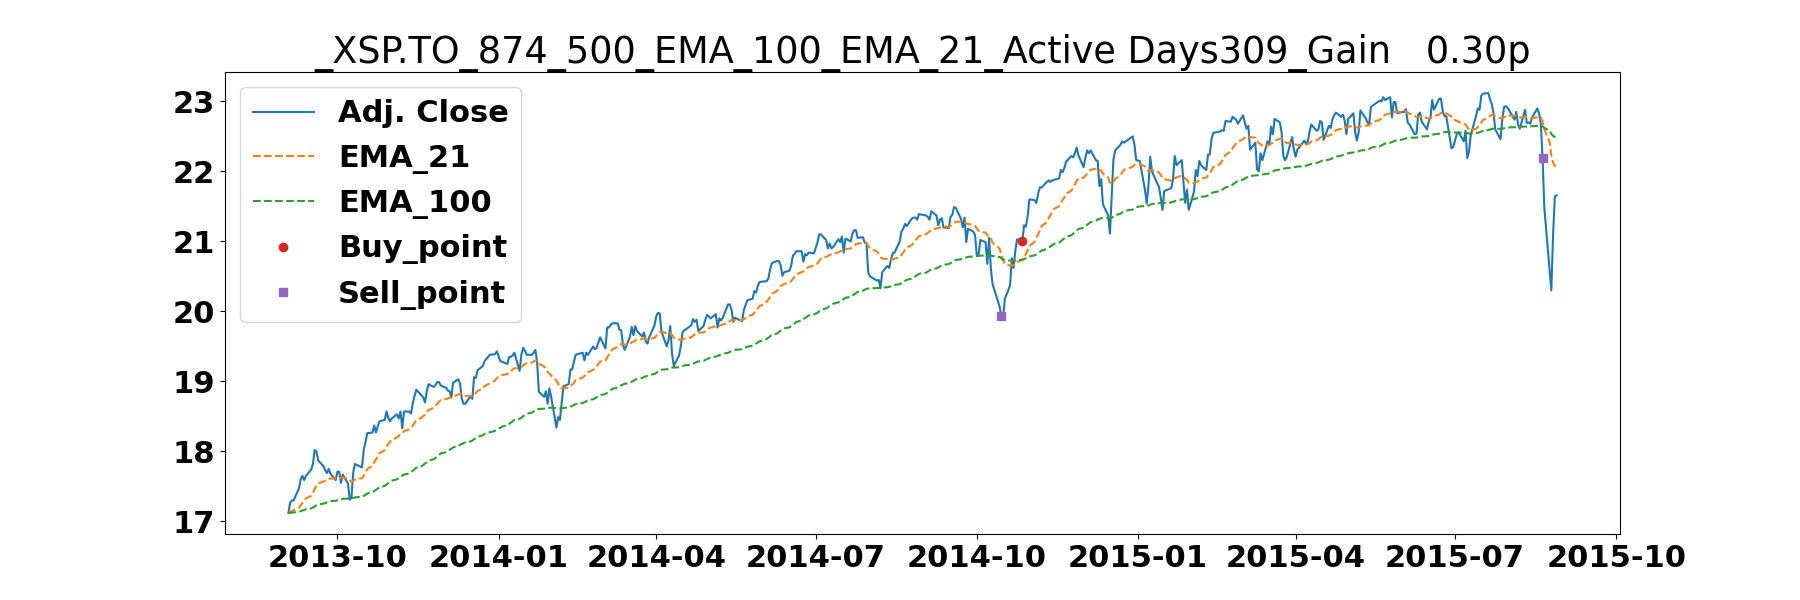 _XSP.TO_874_500_EMA_100_EMA_21_Active Days309_Gain   0.30p
23
22
21
20
19
18
17
Adj. Close
EMA_21
EMA_100
Buy_point
Sell_point
2013-10 2014-01 2014-04 2014-07 2014-10 2015-01 2015-04 2015-07 2015-10